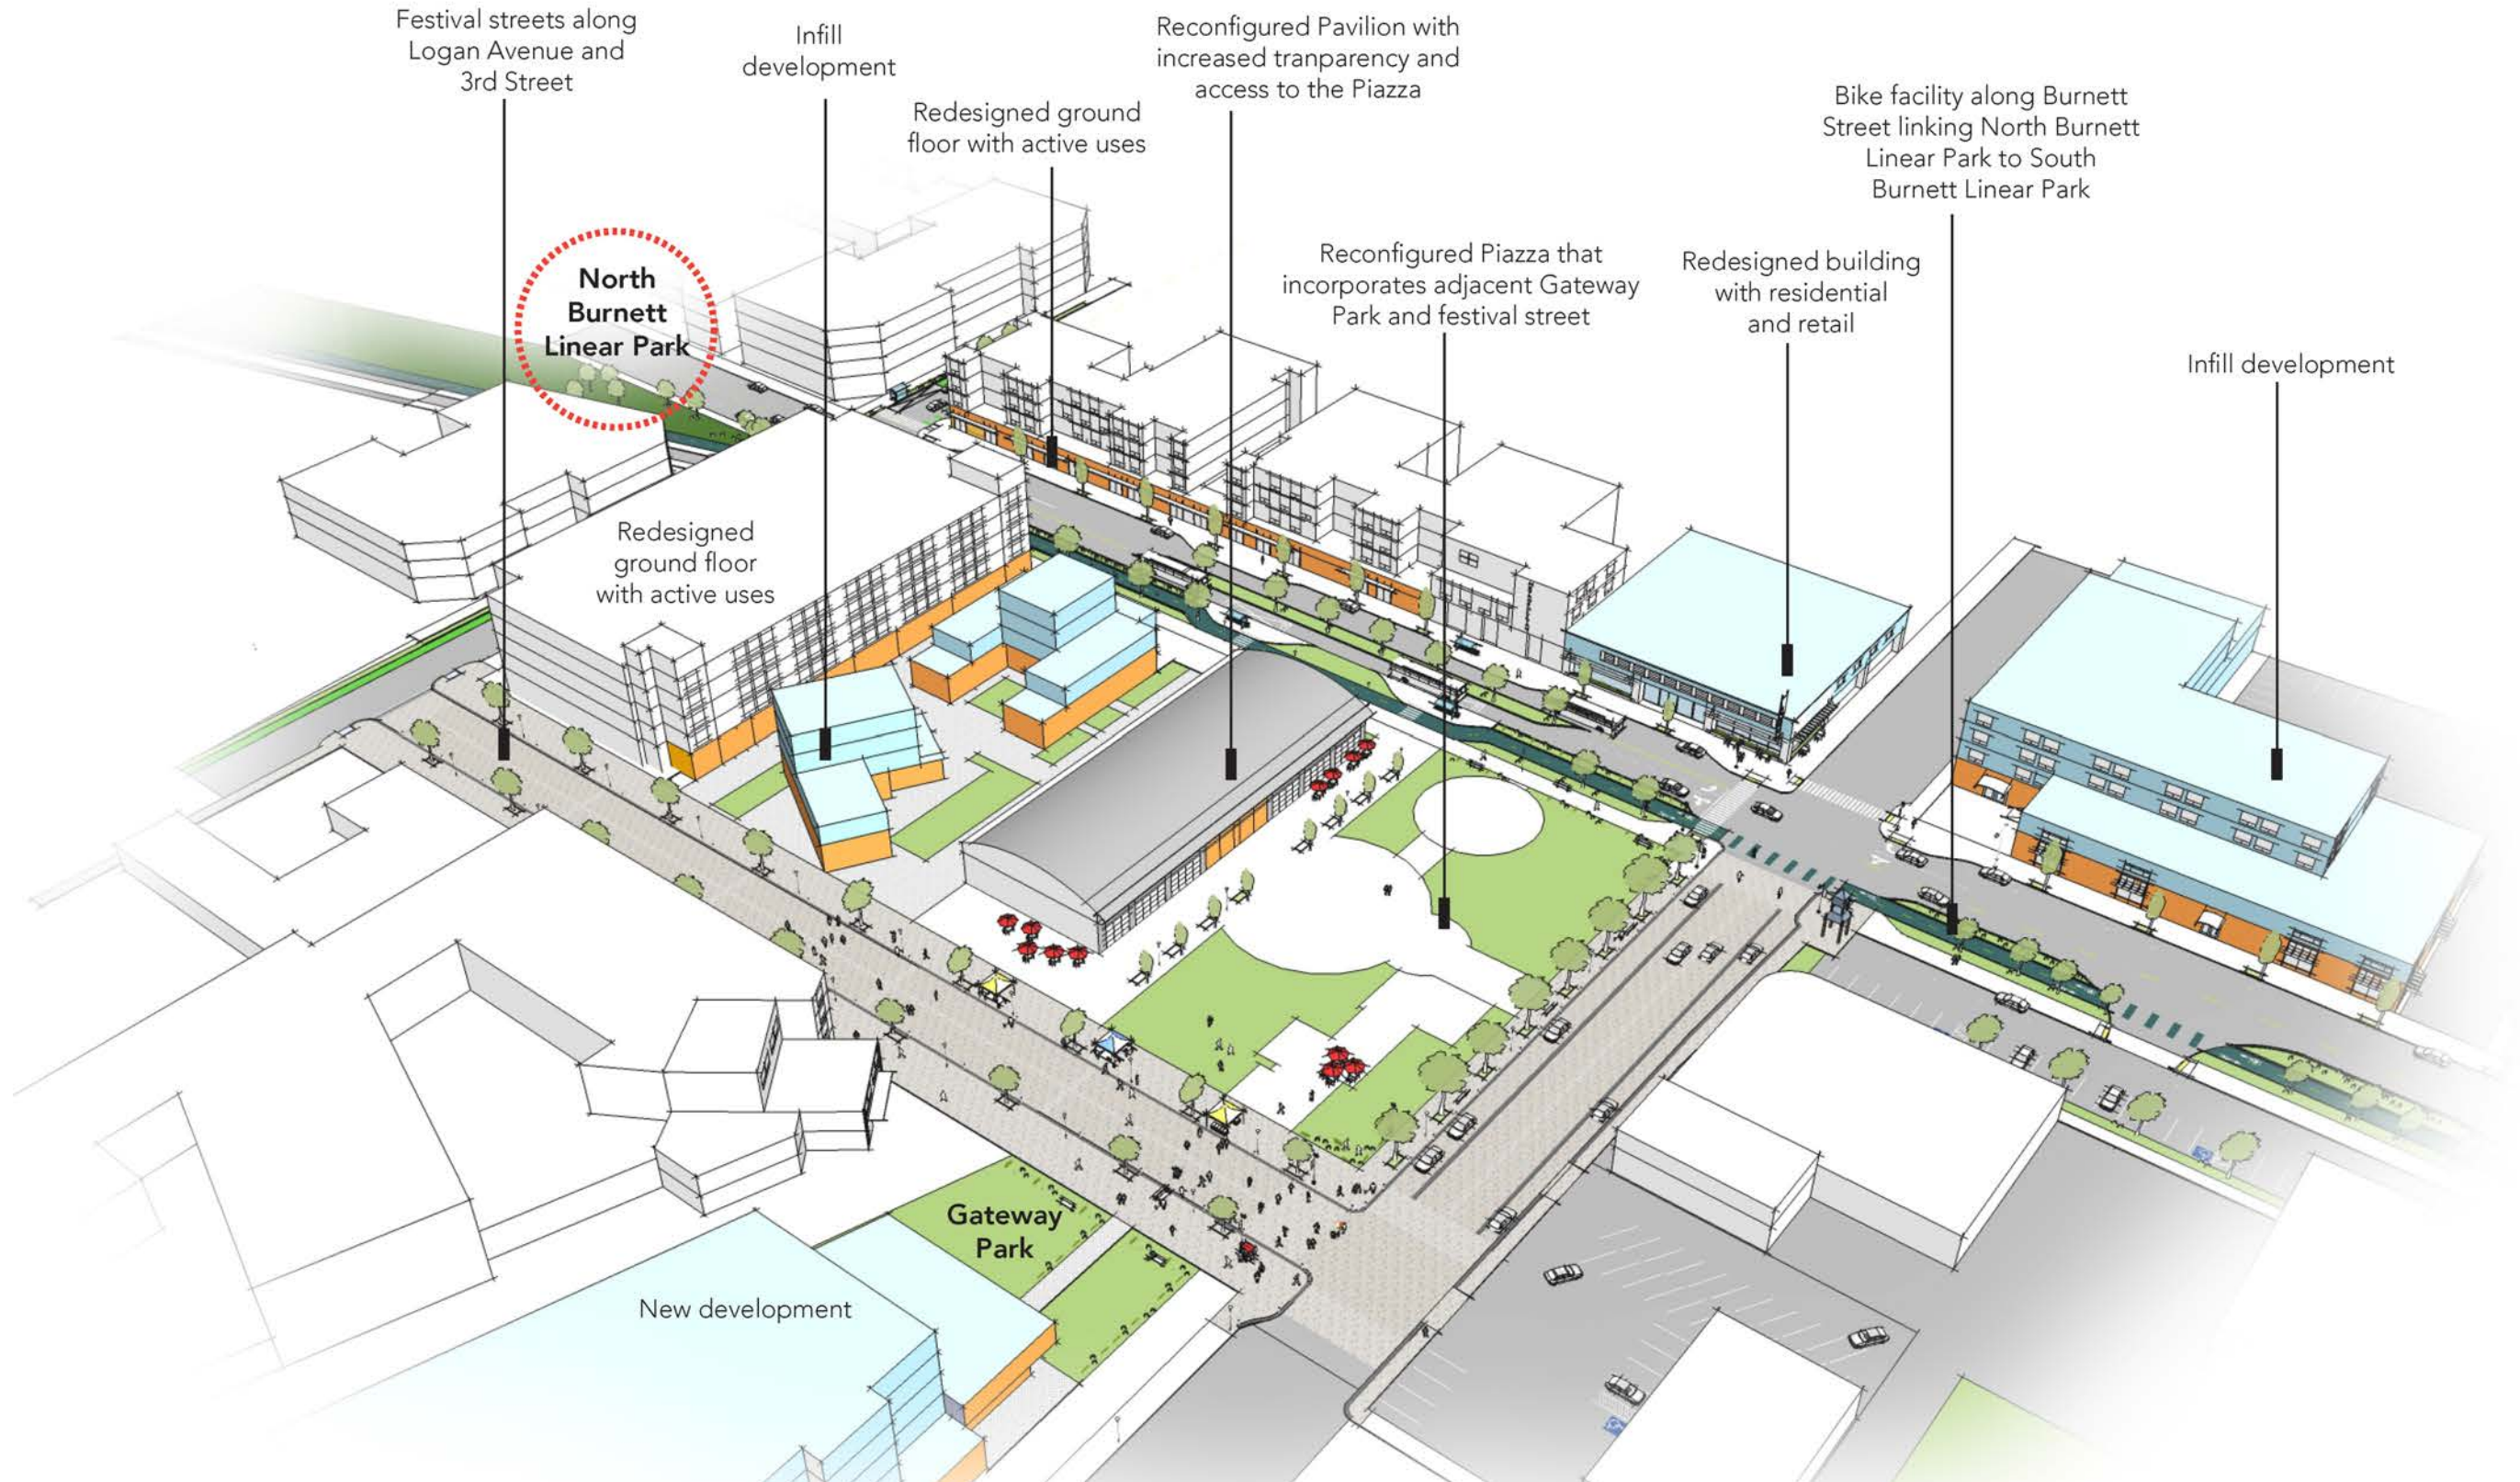 Festival streets along
Logan Avenue and
3rd Street
Infill
development
Redesigned ground
floor with active uses
Reconfigured Pavilion with
increased tranparency and
access to the Piazza
Reconfigured Piazza that
incorporates adjacent Gateway
Park and festival street
Redesigned building
with residential
and retail
Bike facility along Burnett
Street linking North Burnett
Linear Park to South
Burnett Linear Park
Infill development
North
Burnett
Linear Park
Redesigned
ground floor
with active uses
Gateway
Park
New development